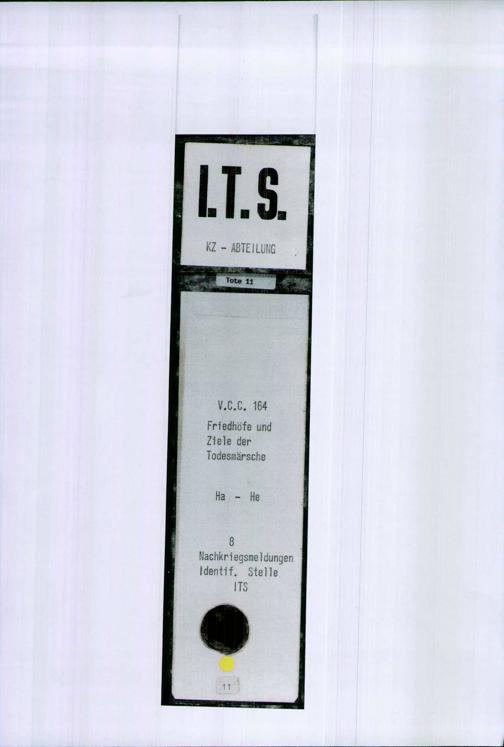 I.T.S.
KZ - ABTEILUNG
Tote 11
V.C.C. 164
Friedhöfe und
Ziele der
Todesmärsche
Ha - He
8
Nachkriegsmeldungen
Identif. Stelle
ITS
11